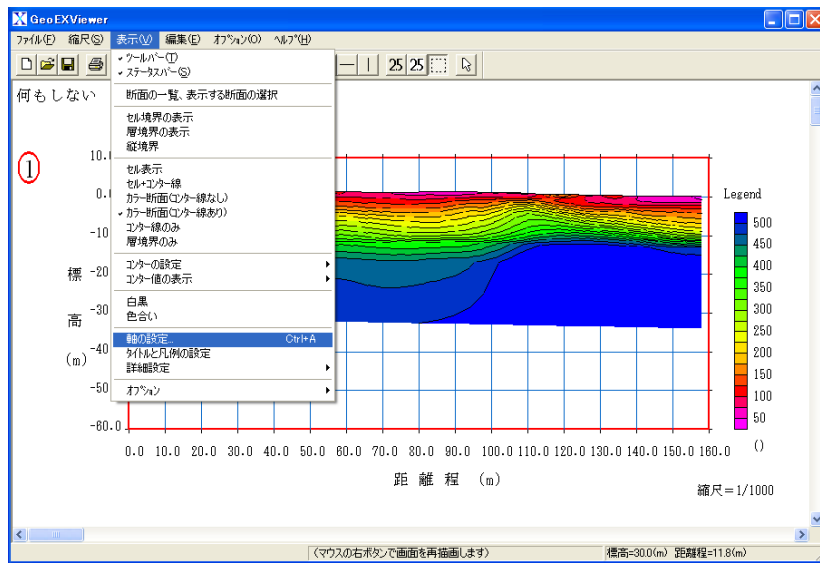 GeoEXViewer
ファイル(F) 縮尺(S) 表示(V) 編集(E) オプション(O) ヘルプ(H)
25 25
ツールバー(T)
ステータスバー(S)
断面の一覧、表示する断面の選択
セル境界の表示
層境界の表示
縦境界
セル表示
セル+コンター線
カラー断面(コンター線なし)
カラー断面(コンター線あり)
コンター線のみ
層境界のみ
コンターの設定
コンター値の表示
白黒
色合い
軸の設定... Ctrl+A
タイトルと凡例の設定
詳細設定
オプション
何もしない
①
10.0
0.0
-10
-20
-30
-40
-50
-60.0
標
高
(m)
0.0 10.0 20.0 30.0 40.0 50.0 60.0 70.0 80.0 90.0 100.0 110.0 120.0 130.0 140.0 150.0 160.0
距 離 程 (m)
Legend
500
450
400
350
300
250
200
150
100
50
()
縮尺=1/1000
(マウスの右ボタンで画面を再描画します) 標高=30.0(m) 距離程=11.8(m)